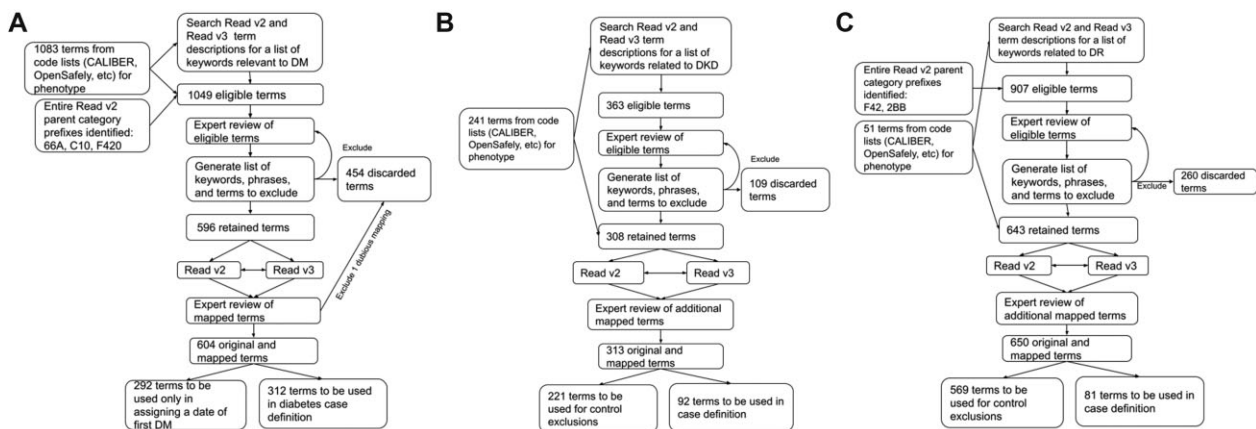 A
1083 terms from
code lists (CALIBER,
OpenSafely, etc) for
phenotype
Entire Read v2
parent category
prefixes identified:
66A, C10, F420
Search Read v2 and
Read v3 term
descriptions for a list of
keywords relevant to DM
1049 eligible terms
Expert review of
eligible terms
Exclude
Generate list of
keywords, phrases,
and terms to exclude
454 discarded
terms
596 retained terms
Read v2
Read v3
Exclude 1 dubious mapping
Expert review of
mapped terms
604 original and
mapped terms
292 terms to be
used only in
assigning a date of
first DM
312 terms to be used
in diabetes case
definition
B
Search Read v2 and
Read v3 term
descriptions for a list of
keywords related to DKD
241 terms from code
lists (CALIBER,
OpenSafely, etc) for
phenotype
363 eligible terms
Expert review of
eligible terms
Exclude
Generate list of
keywords, phrases,
and terms to exclude
109 discarded
terms
308 retained terms
Read v2
Read v3
Expert review of additional
mapped terms
313 original and
mapped terms
221 terms to be
used for control
exclusions
92 terms to be used in
case definition
C
Search Read v2 and Read v3
term descriptions for a list of
keywords related to DR
Entire Read v2 parent
category prefixes
identified:
F42, 2BB
51 terms from code
lists (CALIBER,
OpenSafely, etc) for
phenotype
907 eligible terms
Expert review of
eligible terms
Generate list of
keywords, phrases,
and terms to exclude
Exclude
260 discarded
terms
643 retained terms
Read v2
Read v3
Expert review of
additional mapped terms
650 original and
mapped terms
569 terms to be
used for control
exclusions
81 terms to be used in
case definition